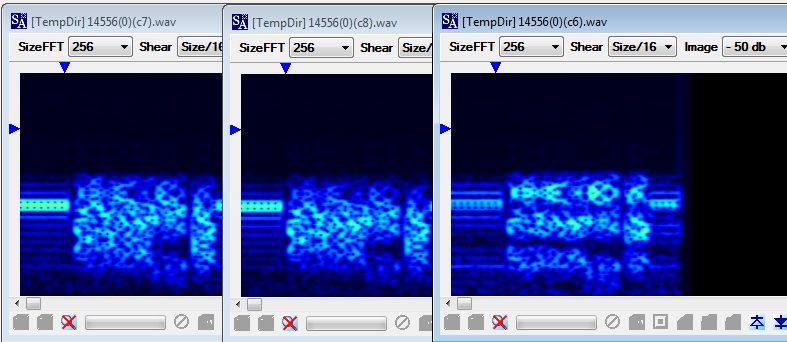 SA [TempDir] 14556(0)(c7).wav
SizeFFT 256 Shear Size/16
SA [TempDir] 14556(0)(c8).wav
SizeFFT 256 Shear Size/
SA [TempDir] 14556(0)(c6).wav
SizeFFT 256 Shear Size/16 Image - 50 db